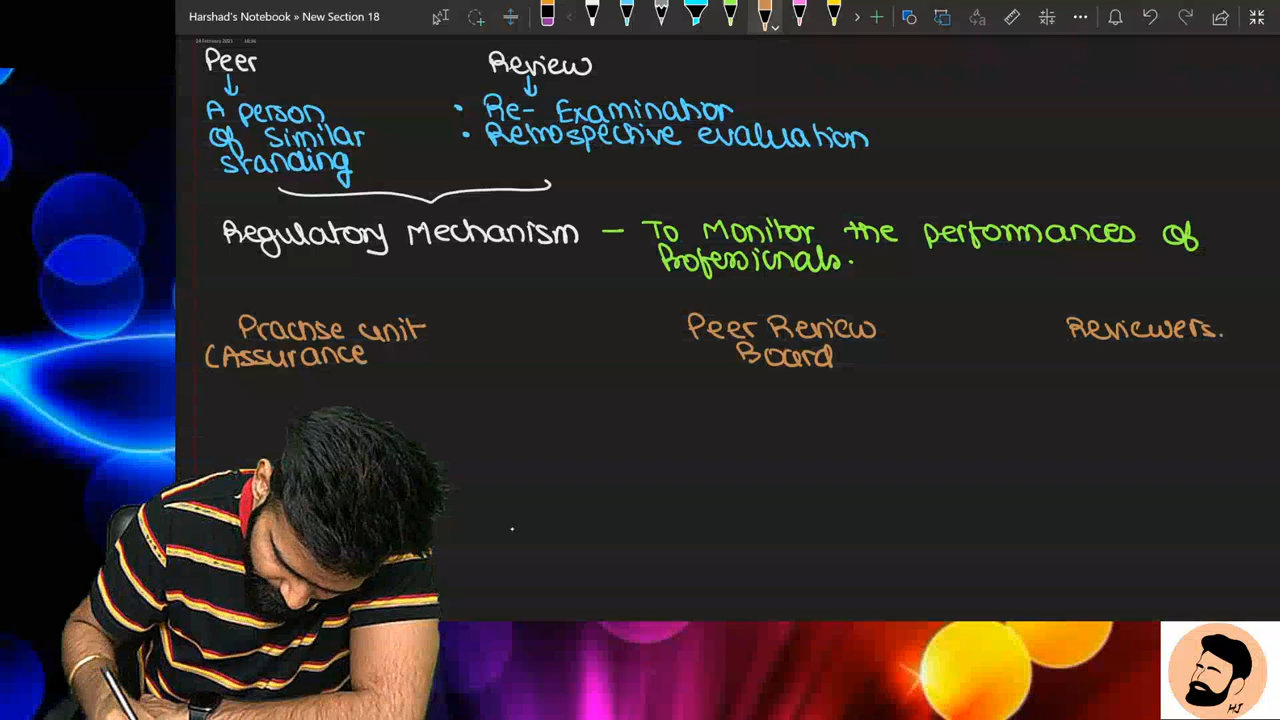 Harshad's Notebook » New Section 18
Peer Review
A person
of Similar
standing
• Re- Examination
• Retrospective evaluation
Regulatory Mechanism – To Monitor the performances of
Professionals.
Practise unit
(Assurance
Peer Review
Board
Reviewers.
HJ